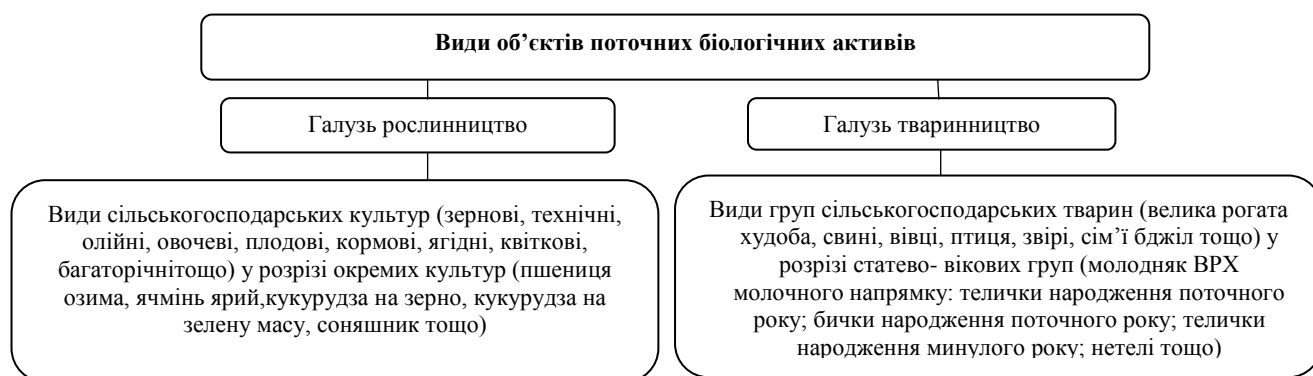 Види об’єктів поточних біологічних активів
Галузь рослинництво
Галузь тваринництво
Види сільськогосподарських культур (зернові, технічні,
олійні, овочеві, плодові, кормові, ягідні, квіткові,
багаторічнітощо) у розрізі окремих культур (пшениця
озима, ячмінь ярий,кукурудза на зерно, кукурудза на
зелену масу, соняшник тощо)
Види груп сільськогосподарських тварин (велика рогата
худоба, свині, вівці, птиця, звірі, сім’ї бджіл тощо) у
розрізі статево- вікових груп (молодняк ВРХ
молочного напрямку: телички народження поточного
року; бички народження поточного року; телички
народження минулого року; нетелі тощо)